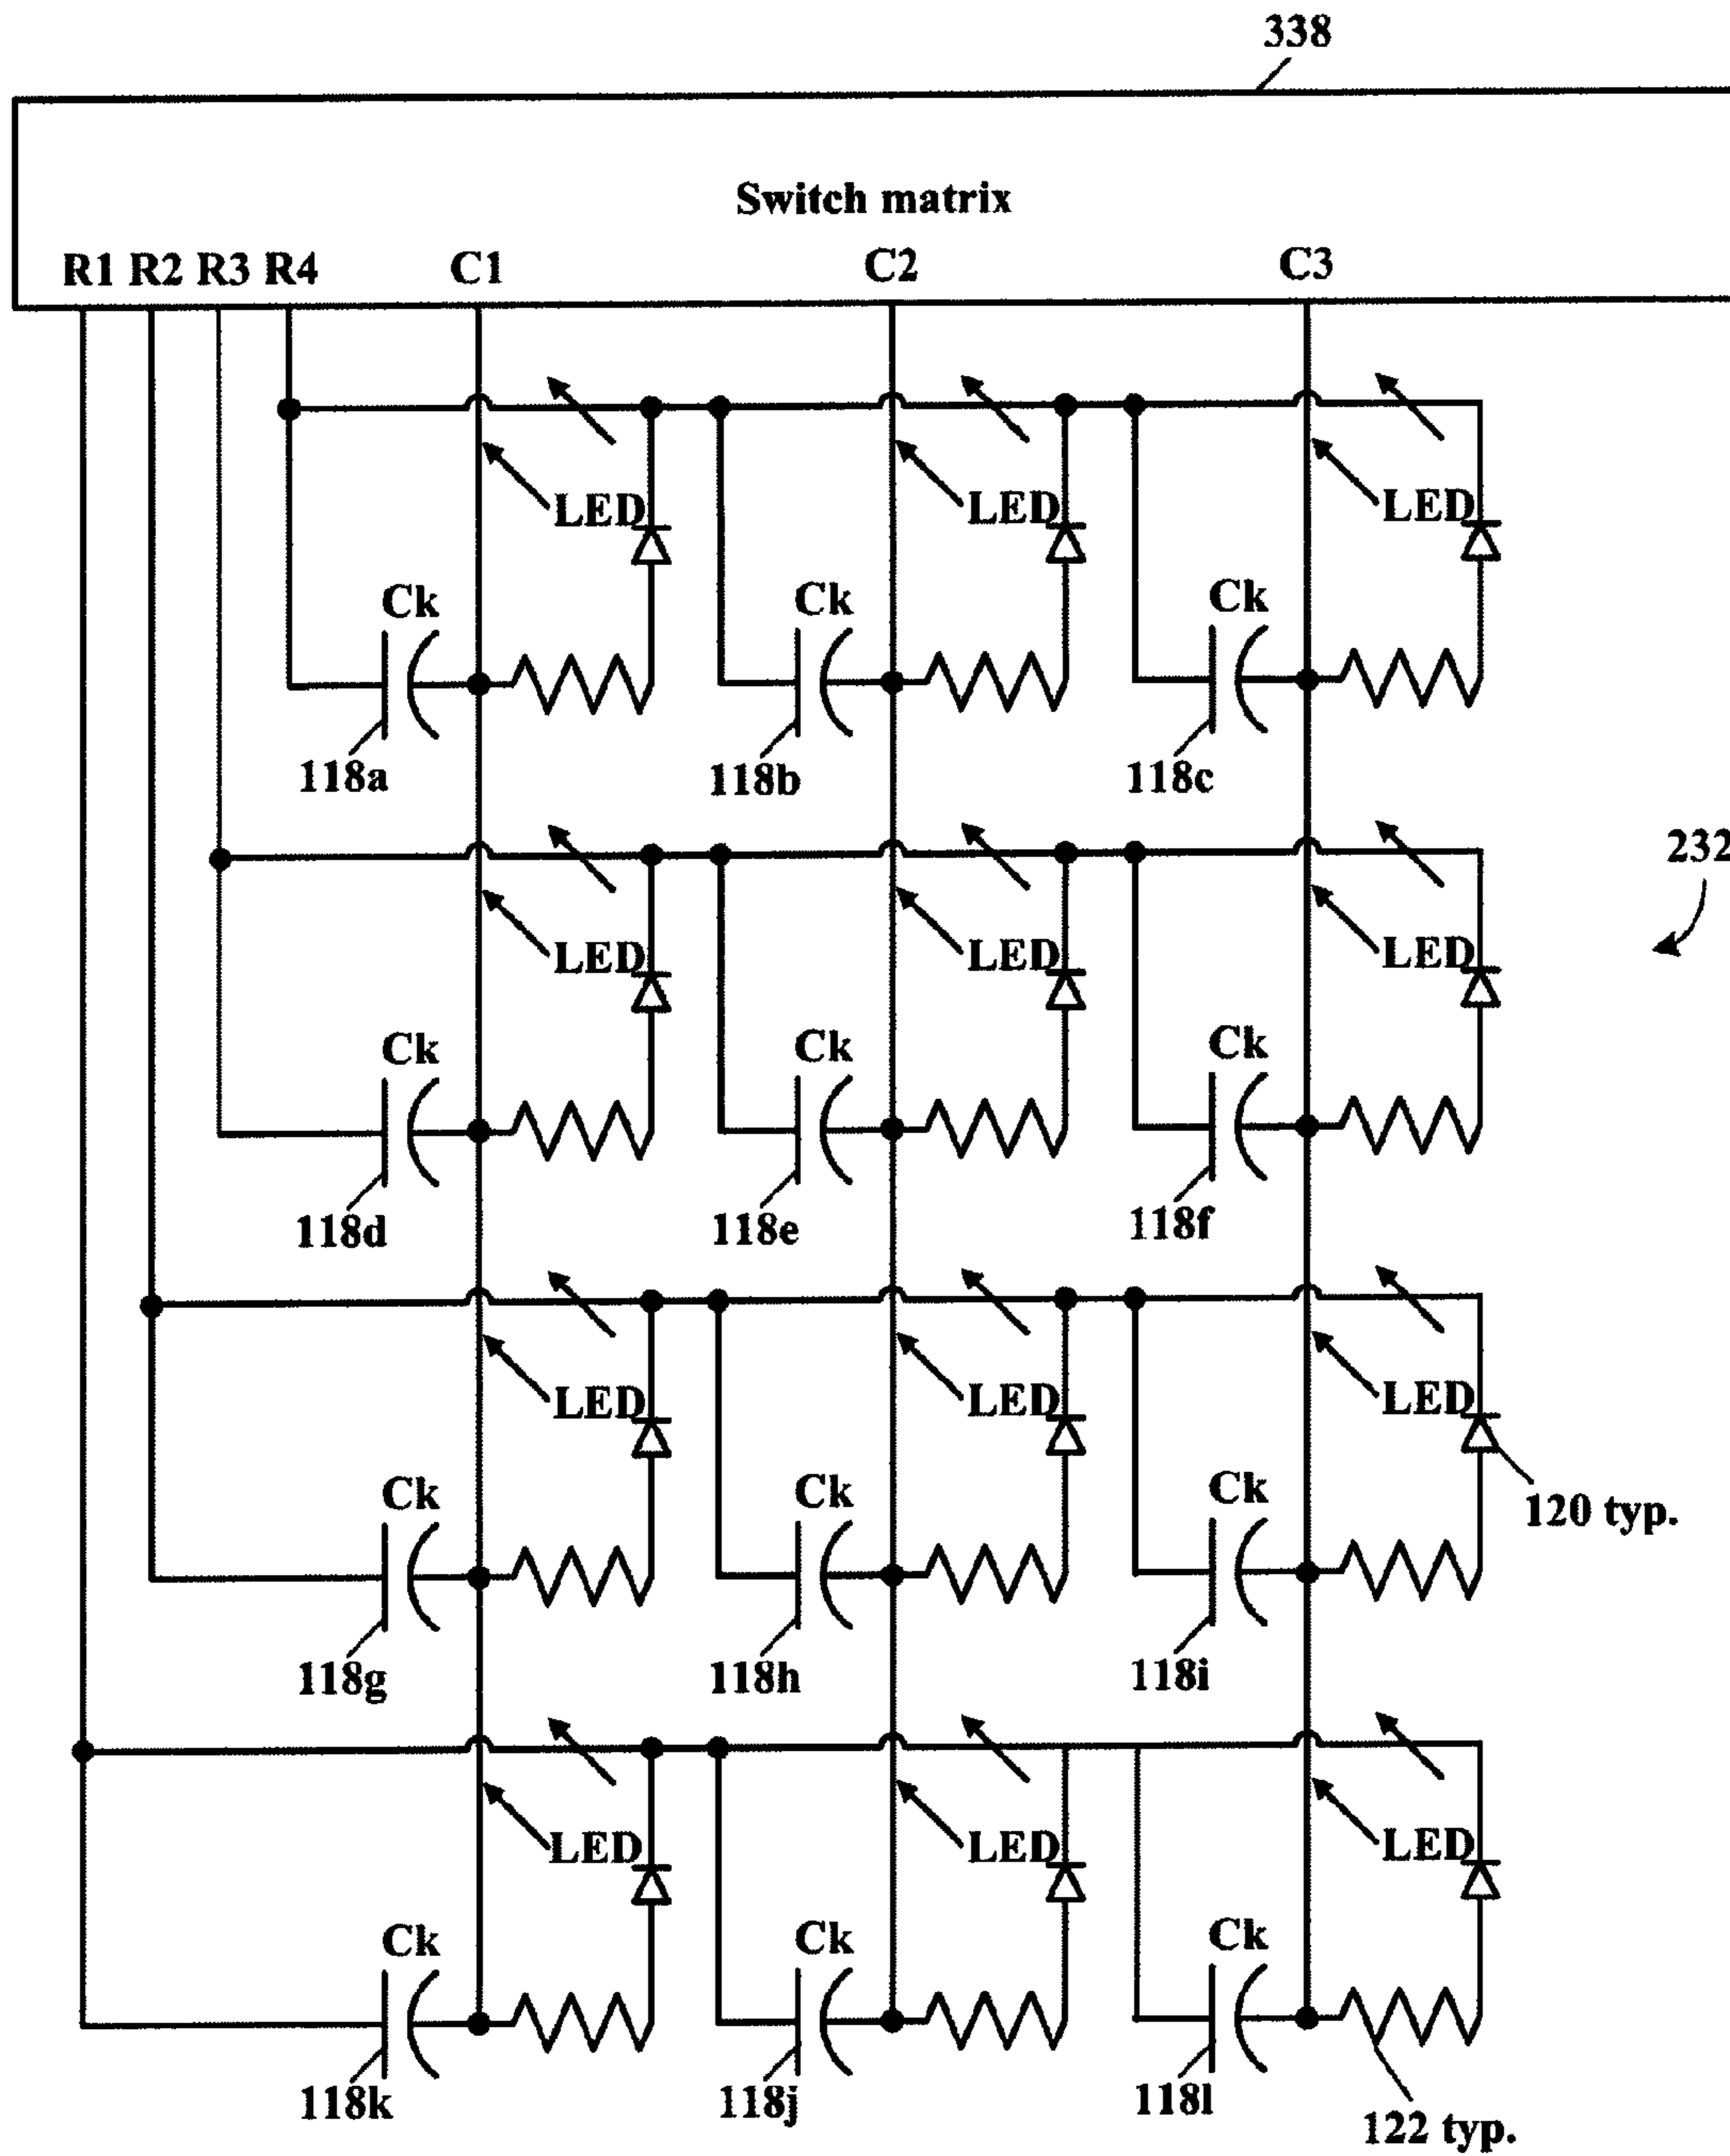 338
Switch matrix
R1 R2 R3 R4 C1 C2 C3
LED LED LED
Ck Ck Ck
118a 118b 118c
232
LED LED LED
Ck Ck Ck
118d 118e 118f
LED LED LED
Ck Ck Ck
120 typ.
118g 118h 118i
LED LED LED
Ck Ck Ck
118k 118j 118l
122 typ.